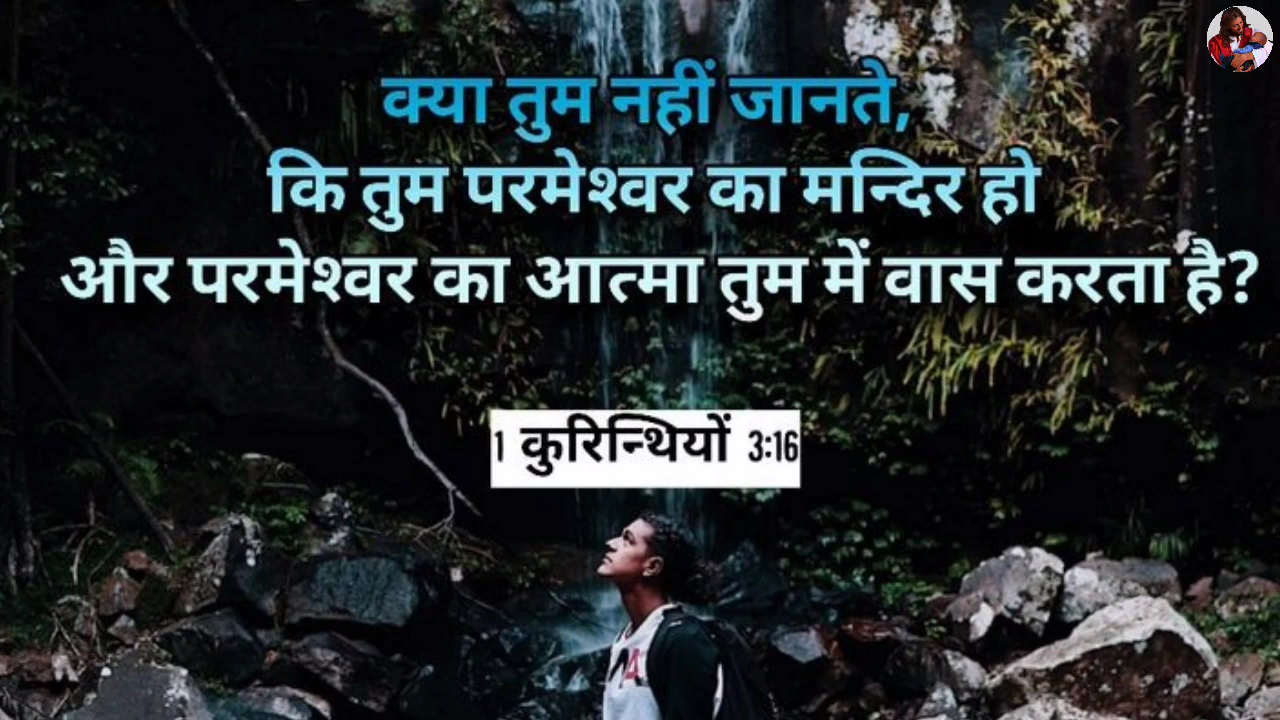 क्या तुम नहीं जानते,
कि तुम परमेश्वर का मन्दिर हो
और परमेश्वर का आत्मा तुम में वास करता है?
1 कुरिन्थियों 3:16